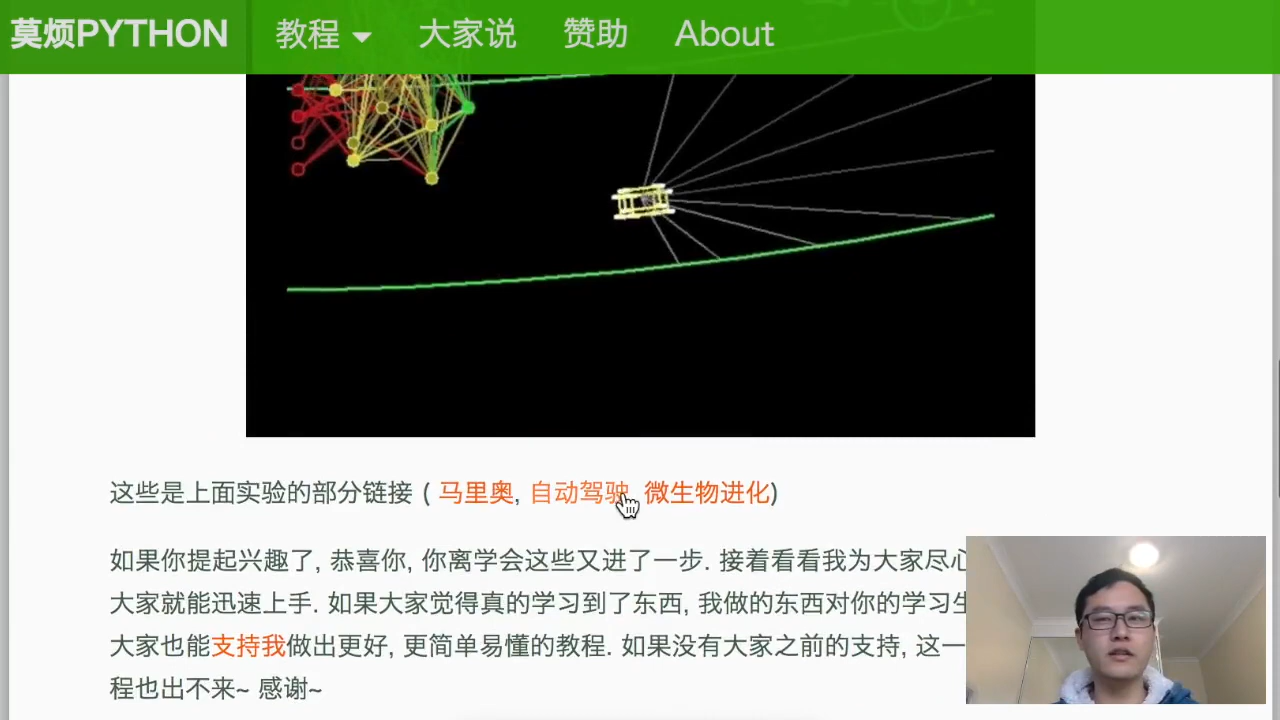 莫烦PYTHON 教程 大家说 赞助 About
这些是上面实验的部分链接 ( 马里奥, 自动驾驶, 微生物进化)
如果你提起兴趣了, 恭喜你, 你离学会这些又进了一步. 接着看看我为大家尽心
大家就能迅速上手. 如果大家觉得真的学习到了东西, 我做的东西对你的学习生
大家也能支持我做出更好, 更简单易懂的教程. 如果没有大家之前的支持, 这一
程也出不来~ 感谢~